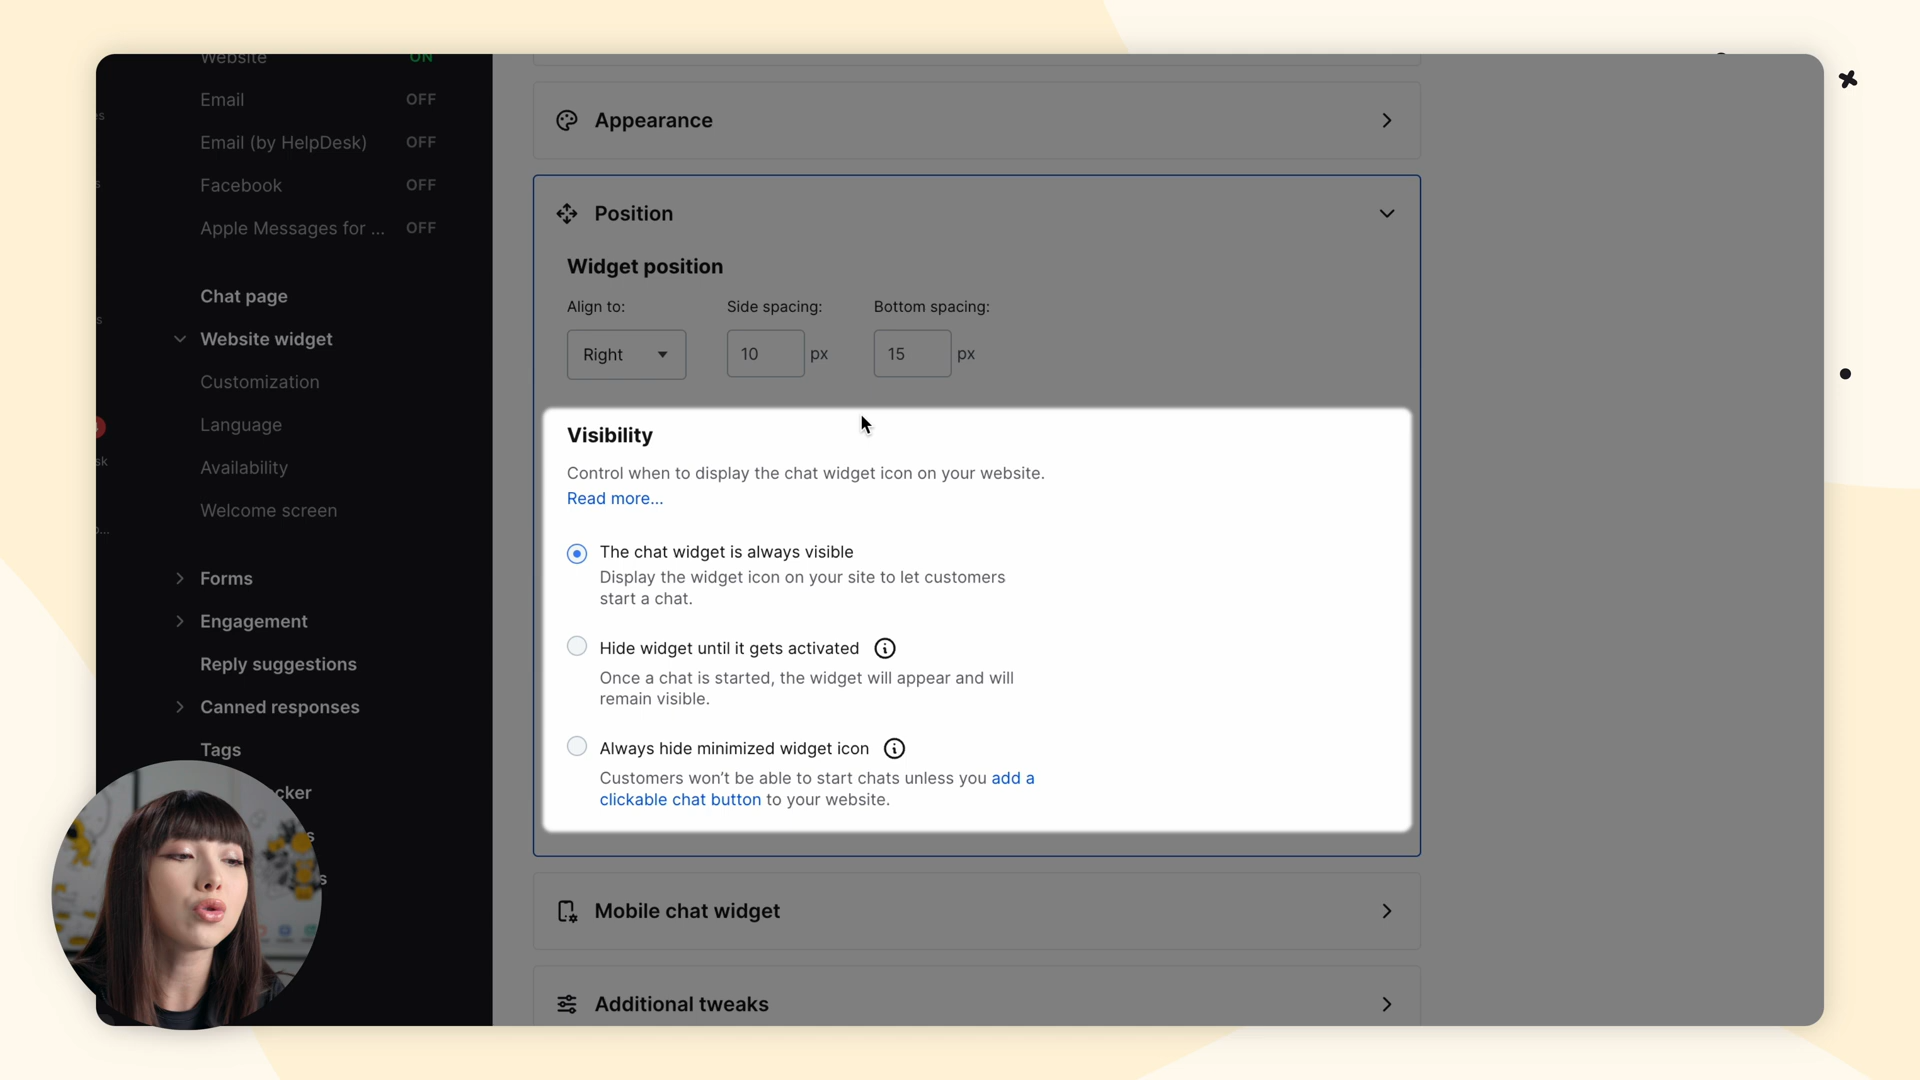 Website ON
Email OFF
Email (by HelpDesk) OFF
Facebook OFF
Apple Messages for ... OFF
Chat page
Website widget
Customization
Language
Availability
Welcome screen
Forms
Engagement
Reply suggestions
Canned responses
Tags
Appearance
Position
Widget position
Align to: Side spacing: Bottom spacing:
Right 10 px 15 px
Visibility
Control when to display the chat widget icon on your website.
Read more...
The chat widget is always visible
Display the widget icon on your site to let customers
start a chat.
Hide widget until it gets activated
Once a chat is started, the widget will appear and will
remain visible.
Always hide minimized widget icon
Customers won’t be able to start chats unless you add a
clickable chat button to your website.
Mobile chat widget
Additional tweaks